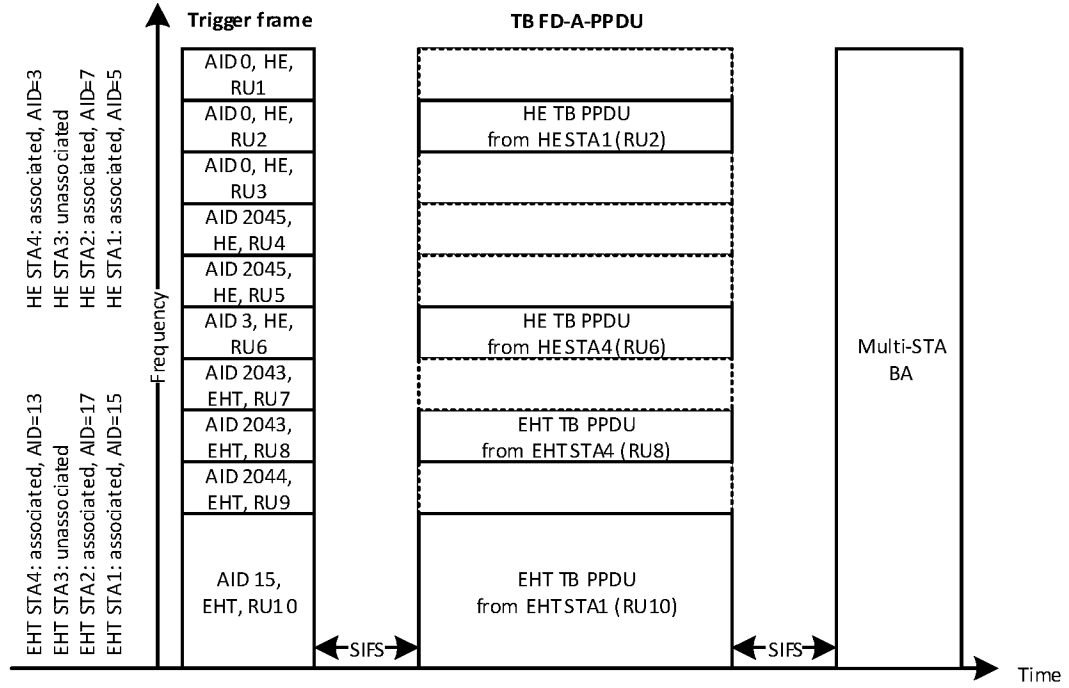 Trigger frame
TB FD-A-PPDU
AID 0, HE,
RU1
AID 0, HE,
RU2
AID 0, HE,
RU3
AID 2045,
HE, RU4
AID 2045,
HE, RU5
AID 3, HE,
RU6
AID 2043,
EHT, RU7
AID 2043,
EHT, RU8
AID 2044,
EHT, RU9
AID 15,
EHT, RU10
HE TB PPDU
from HE STA1 (RU2)
HE TB PPDU
from HE STA4 (RU6)
EHT TB PPDU
from EHT STA4 (RU8)
EHT TB PPDU
from EHT STA1 (RU10)
Multi-STA
BA
SIFS
SIFS
Time
Frequency
HE STA4: associated, AID=3
HE STA3: unassociated
HE STA2: associated, AID=7
HE STA1: associated, AID=5
EHT STA4: associated, AID=13
EHT STA3: unassociated
EHT STA2: associated, AID=17
EHT STA1: associated, AID=15